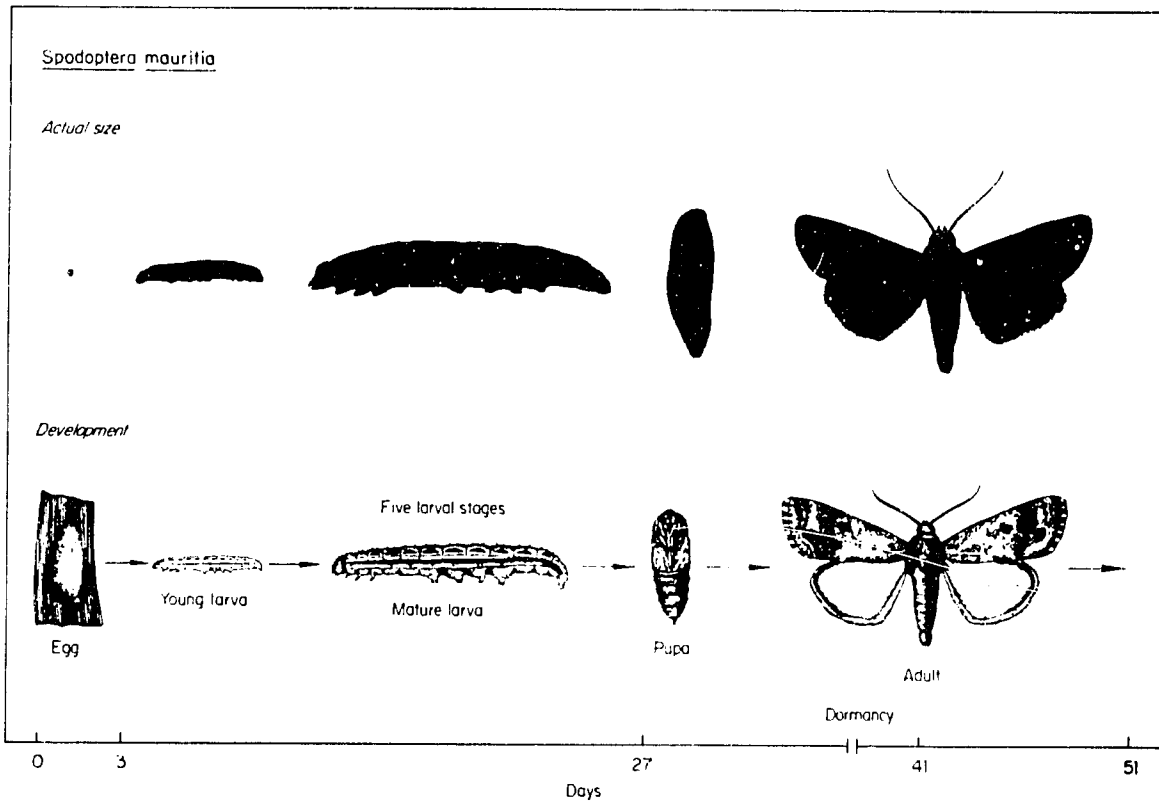 Spodoptera mauritia
Actual size
Development
Five larval stages
Young larva
Mature larva
Egg
Pupa
Adult
Dormancy
0 3 27 41 51
Days